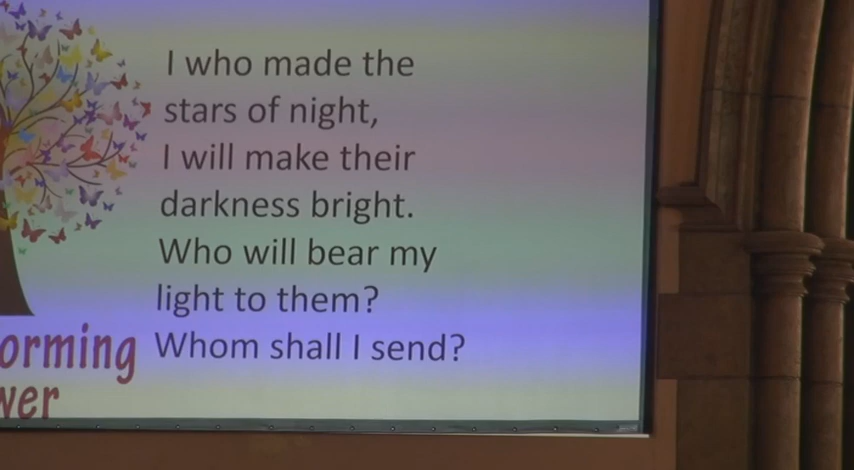 I who made the
stars of night,
I will make their
darkness bright.
Who will bear my
light to them?
Whom shall I send?
orming
wer